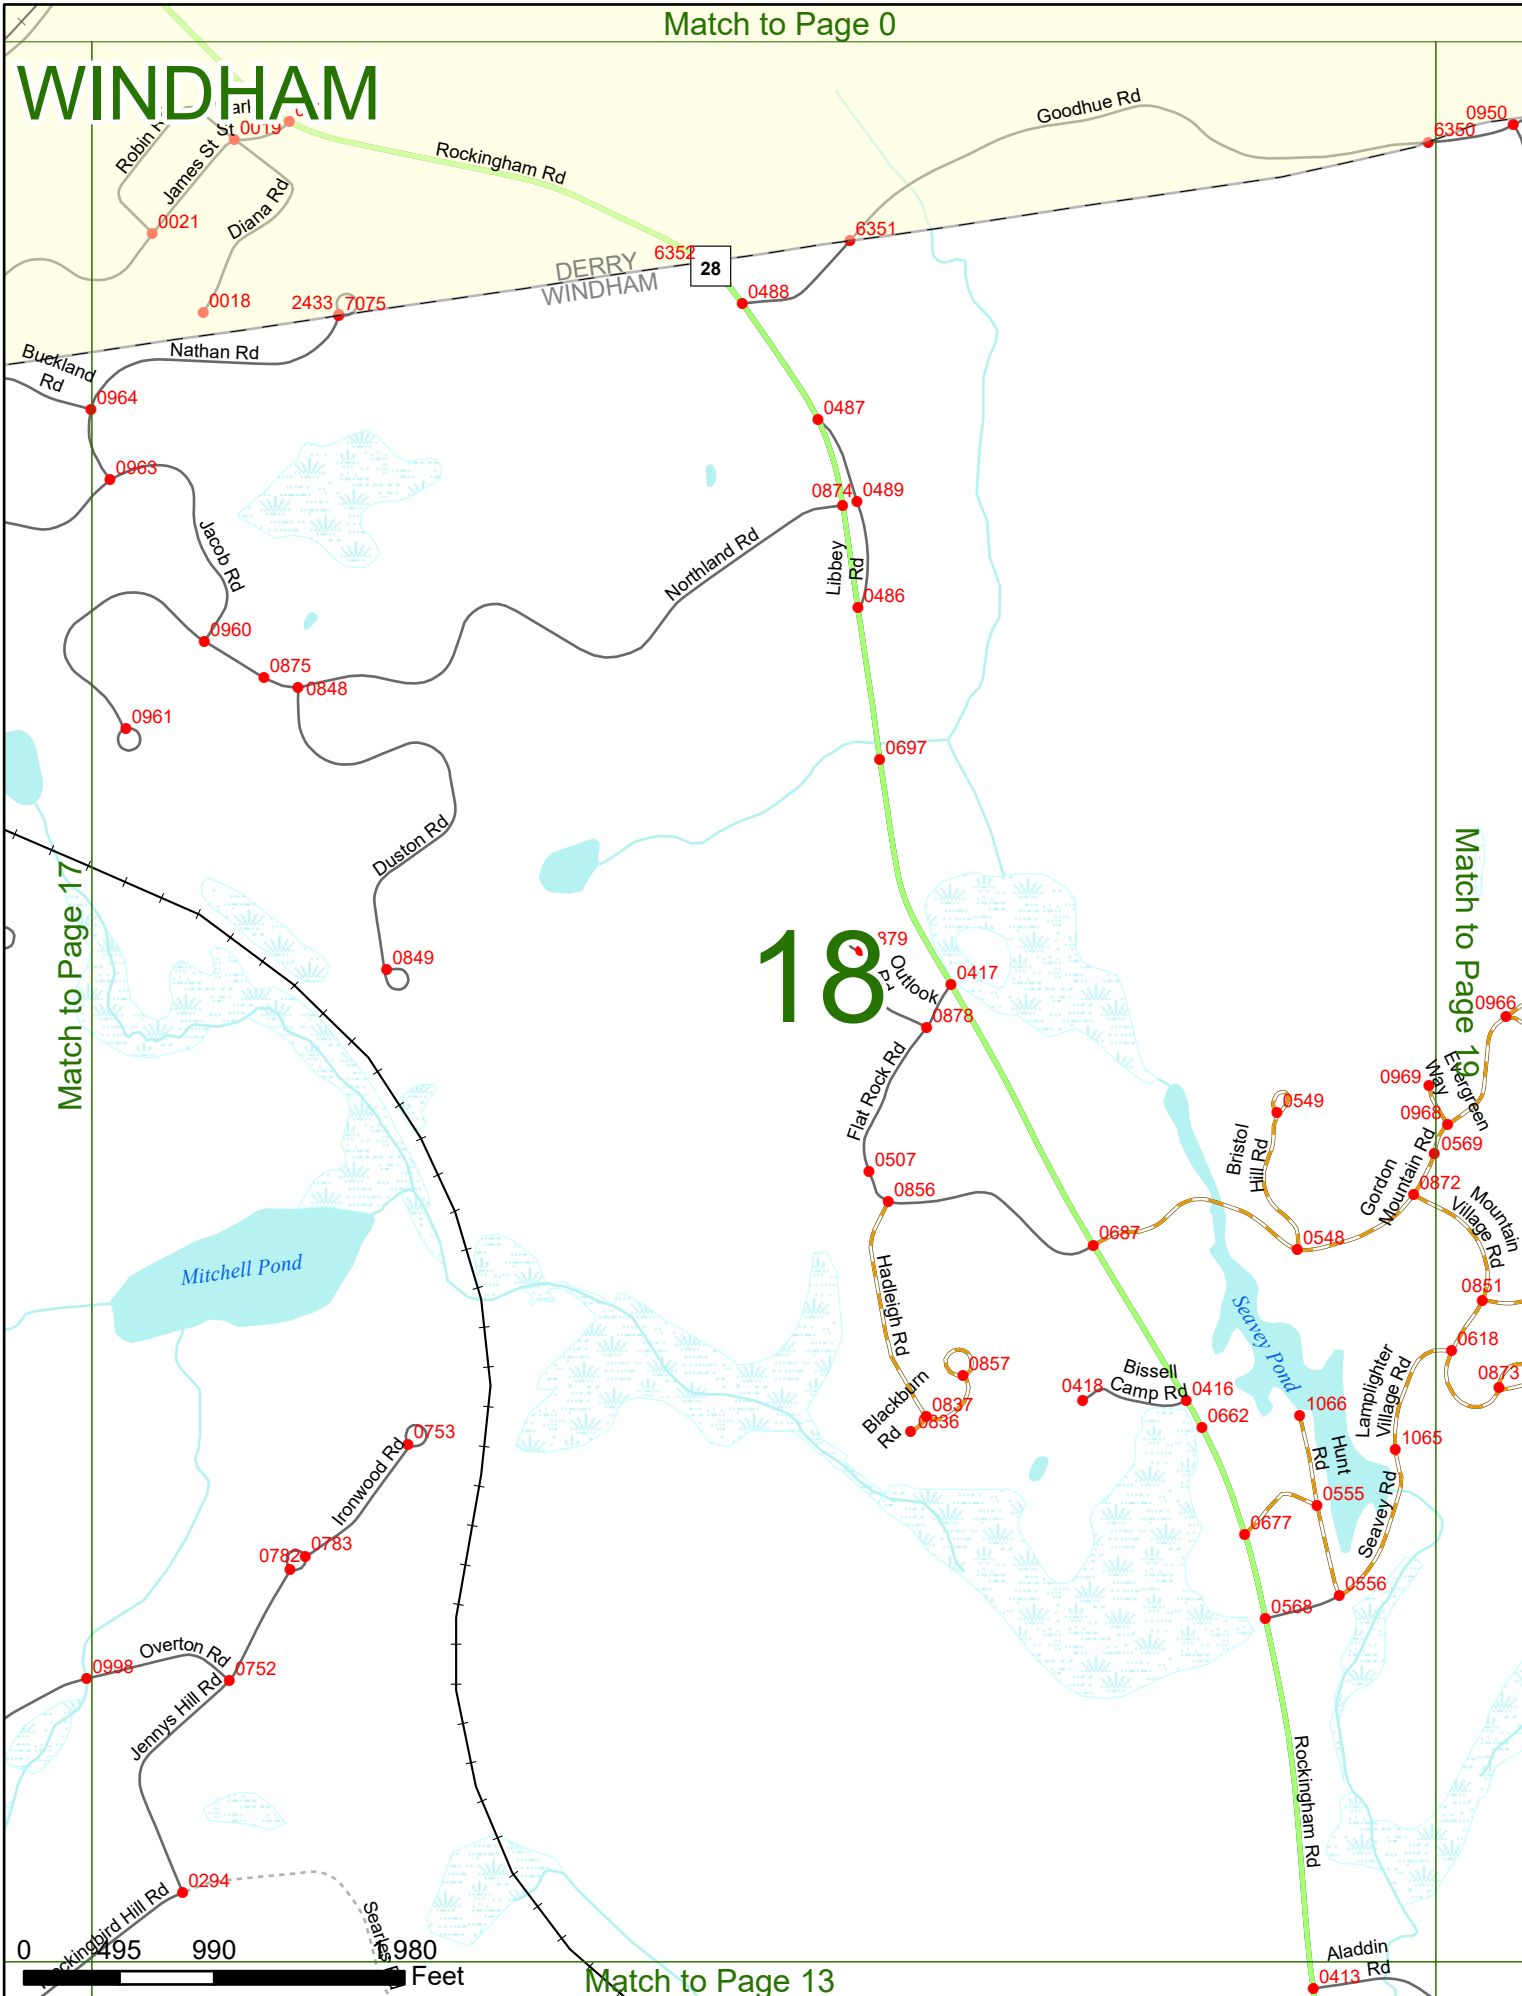 Match to Page 0
WINDHAM
Goodhue Rd
0950
6350
Robin
James St
St
0019
Rockingham Rd
Diana Rd
0021
6351
6352
28
DERRY
WINDHAM
0018
2433
7075
0488
Buckland
Rd
Nathan Rd
0964
0487
0963
0874
0489
Jacob Rd
Northland Rd
Libbey
Rd
0486
0960
0875
0848
0961
0697
Duston Rd
Match to Page 17
Match to Page 19
18
Outlook
0849
0417
0878
0966
Flat Rock Rd
0969
Evergreen
Way
0549
0968
Bristol
Hill Rd
0569
Gordon
Mountain Rd
0507
0872
0856
Mountain
Village Rd
0687
0548
Mitchell Pond
Hadleigh Rd
Seavey Pond
0851
0618
0857
Bissell
Camp Rd
0418
0416
Lamplighter
Village Rd
0873
Blackburn
Rd
0837
0836
0662
1066
0753
Ironwood Rd
Hunt
Rd
1065
0555
Seavey Rd
0677
0782
0783
0556
0568
Overton Rd
0998
0752
Jennys Hill Rd
Rockingham Rd
0294
Searles
0
495
990
1,980
Feet
Match to Page 13
Aladdin
Rd
0413